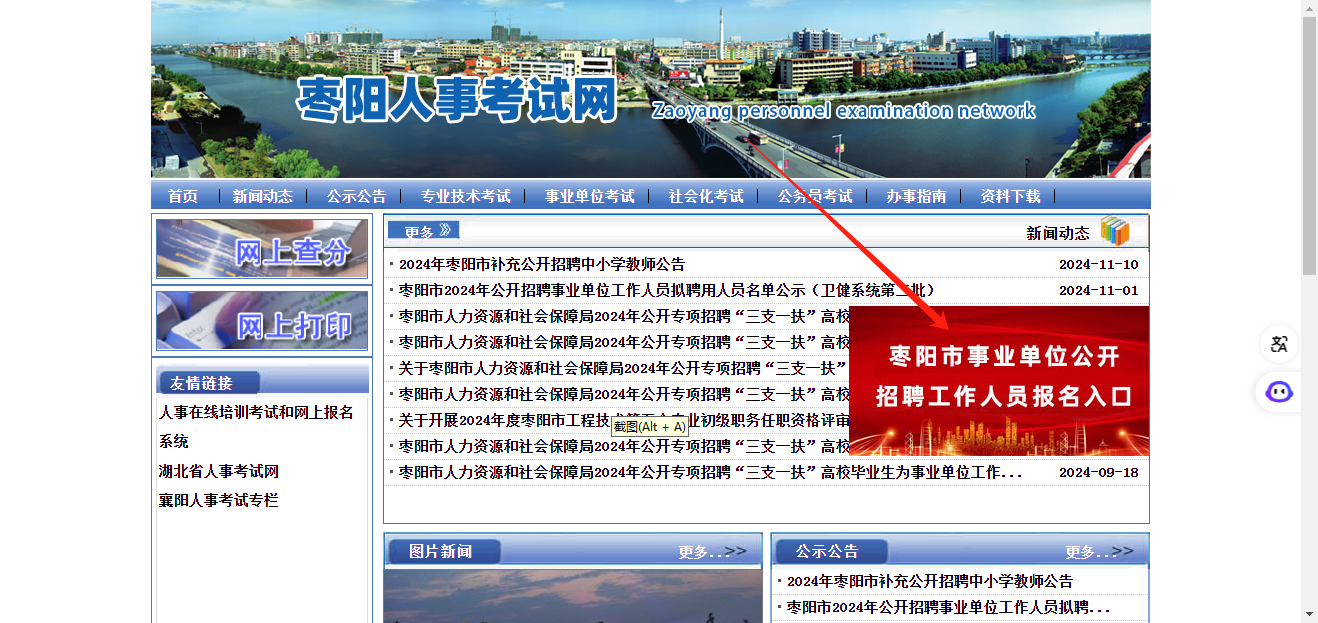 枣阳人事考试网
Zaoyang personnel examination network
首页
新闻动态
公示公告
专业技术考试
事业单位考试
社会化考试
公务员考试
办事指南
资料下载
网上查分
网上打印
友情链接
人事在线培训考试和网上报名
系统
湖北省人事考试网
襄阳人事考试专栏
更多
新闻动态
2024年枣阳市补充公开招聘中小学教师公告 2024-11-10
枣阳市2024年公开招聘事业单位工作人员拟聘用人员名单公示（卫健系统第二批） 2024-11-01
枣阳市人力资源和社会保障局2024年公开专项招聘“三支一扶”高校
枣阳市人力资源和社会保障局2024年公开专项招聘“三支一扶”高校
关于枣阳市人力资源和社会保障局2024年公开专项招聘“三支一扶”
枣阳市人力资源和社会保障局2024年公开专项招聘“三支一扶”高校
关于开展2024年度枣阳市工程技术 专业初级职务任职资格评审
枣阳市人力资源和社会保障局2024年公开专项招聘“三支一扶”高校
枣阳市人力资源和社会保障局2024年公开专项招聘“三支一扶”高校毕业生为事业单位工作... 2024-09-18
枣阳市事业单位公开
招聘工作人员报名入口
截图(Alt + A)
图片新闻
更多..>>
公示公告
更多..>>
2024年枣阳市补充公开招聘中小学教师公告
枣阳市2024年公开招聘事业单位工作人员拟聘...